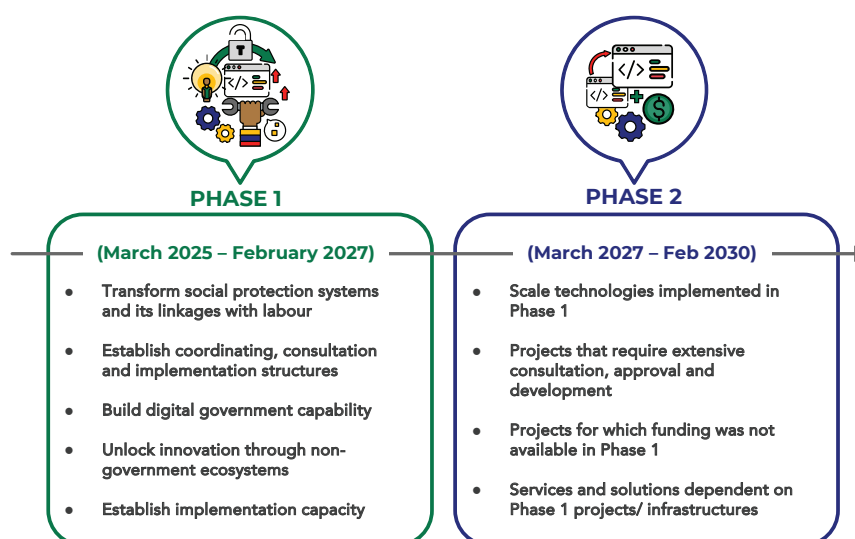 PHASE 1
(March 2025 – February 2027)
● Transform social protection systems
and its linkages with labour
● Establish coordinating, consultation
and implementation structures
● Build digital government capability
● Unlock innovation through non-
government ecosystems
● Establish implementation capacity
PHASE 2
(March 2027 – Feb 2030)
● Scale technologies implemented in
Phase 1
● Projects that require extensive
consultation, approval and
development
● Projects for which funding was not
available in Phase 1
● Services and solutions dependent on
Phase 1 projects/ infrastructures